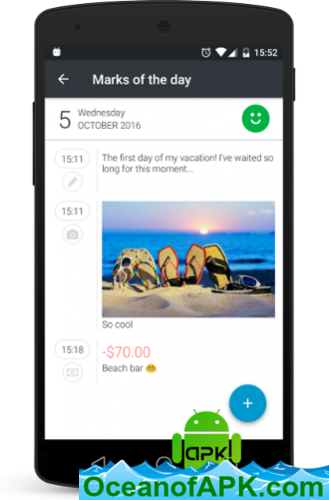 15:52
Marks of the day
5
Wednesday
OCTOBER 2016
15:11
The first day of my vacation! I've waited so
long for this moment...
15:11
So cool
15:18
-$70.00
Beach bar 😁
+
apk!
OceanofAPK.com